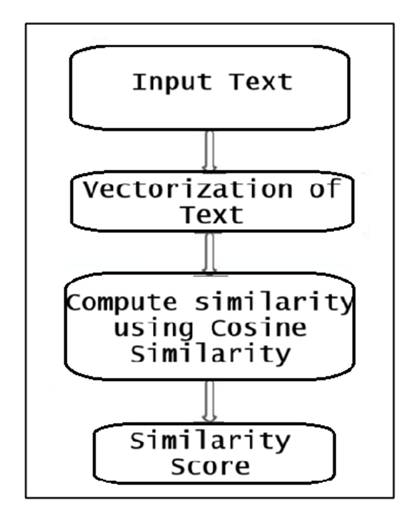 Input Text
Vectorization of
Text
Compute similarity
using Cosine
Similarity
Similarity
Score